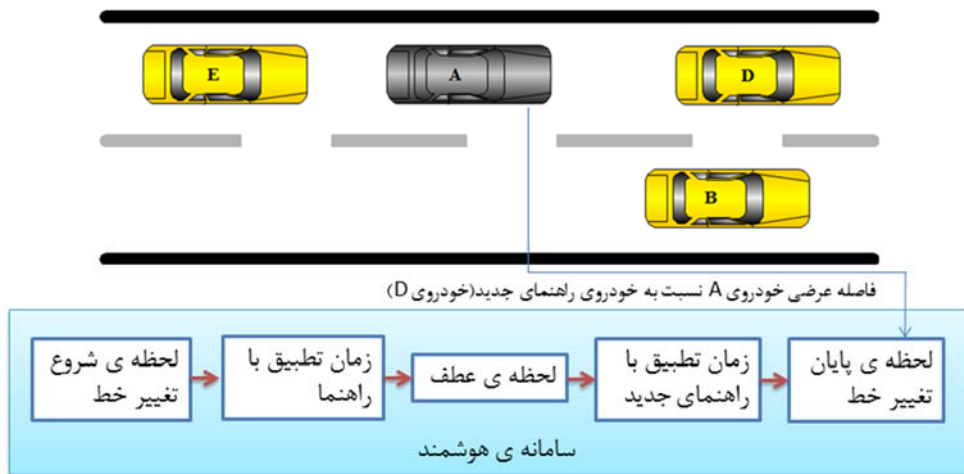 E
A
D
B
فاصله عرضی خودروی A نسبت به خودروی راهنمای جدید(خودروی D)
لحظه ی شروع
تغییر خط
زمان تطبیق با
راهنما
لحظه ی عطف
زمان تطبیق با
راهنمای جدید
لحظه ی پایان
تغییر خط
سامانه ی هوشمند